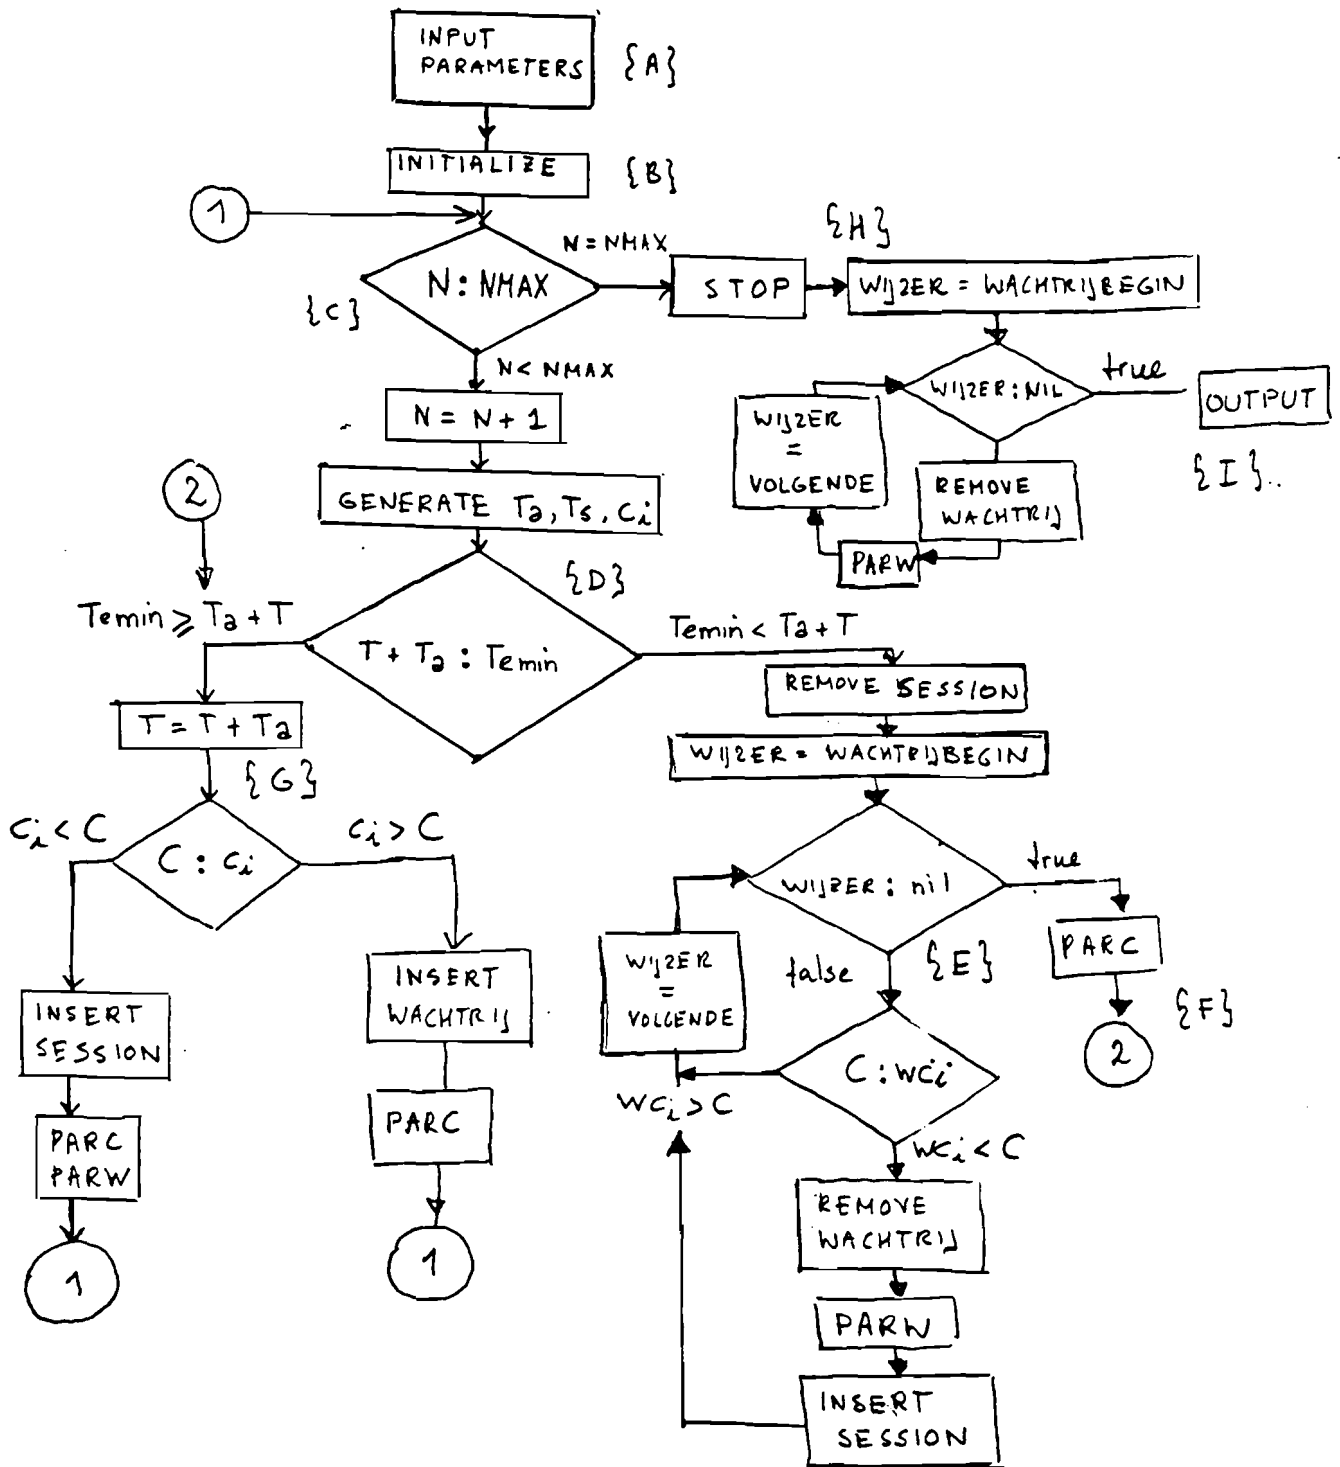 INPUT
PARAMETERS
{A}
INITIALIZE
{B}
1
N = NMAX
{H}
N : NMAX
{C}
STOP
WIJZER = WACHTRIJBEGIN
N < NMAX
N = N + 1
WIJZER : NIL
true
OUTPUT
{I}..
WIJZER
=
VOLGENDE
REMOVE
WACHTRIJ
PARW
2
GENERATE Ta, Ts, ci
{D}
Temin ≥ Ta + T
T + Ta : Temin
Temin < Ta + T
REMOVE SESSION
T = T + Ta
WIJZER = WACHTRIJBEGIN
{G}
ci < C
C : ci
ci > C
WIJZER : nil
true
PARC
{F}
2
WIJZER
=
VOLGENDE
false
{E}
INSERT
SESSION
INSERT
WACHTRIJ
C : wci
wci > C
wci < C
PARC
PARW
PARC
REMOVE
WACHTRIJ
1
1
PARW
INSERT
SESSION